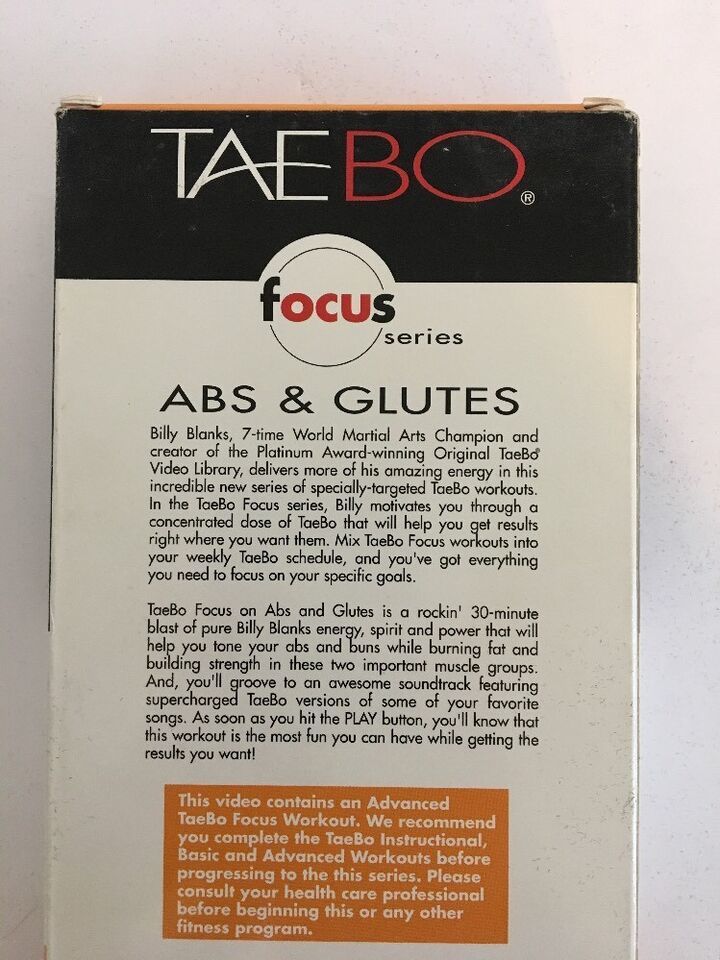 TAEBO®
focus
series
ABS & GLUTES
Billy Blanks, 7-time World Martial Arts Champion and
creator of the Platinum Award-winning Original TaeBo®
Video Library, delivers more of his amazing energy in this
incredible new series of specially-targeted TaeBo workouts.
In the TaeBo Focus series, Billy motivates you through a
concentrated dose of TaeBo that will help you get results
right where you want them. Mix TaeBo Focus workouts into
your weekly TaeBo schedule, and you've got everything
you need to focus on your specific goals.
TaeBo Focus on Abs and Glutes is a rockin' 30-minute
blast of pure Billy Blanks energy, spirit and power that will
help you tone your abs and buns while burning fat and
building strength in these two important muscle groups.
And, you'll groove to an awesome soundtrack featuring
supercharged TaeBo versions of some of your favorite
songs. As soon as you hit the PLAY button, you'll know that
this workout is the most fun you can have while getting the
results you want!
This video contains an Advanced
TaeBo Focus Workout. We recommend
you complete the TaeBo Instructional,
Basic and Advanced Workouts before
progressing to the this series. Please
consult your health care professional
before beginning this or any other
fitness program.